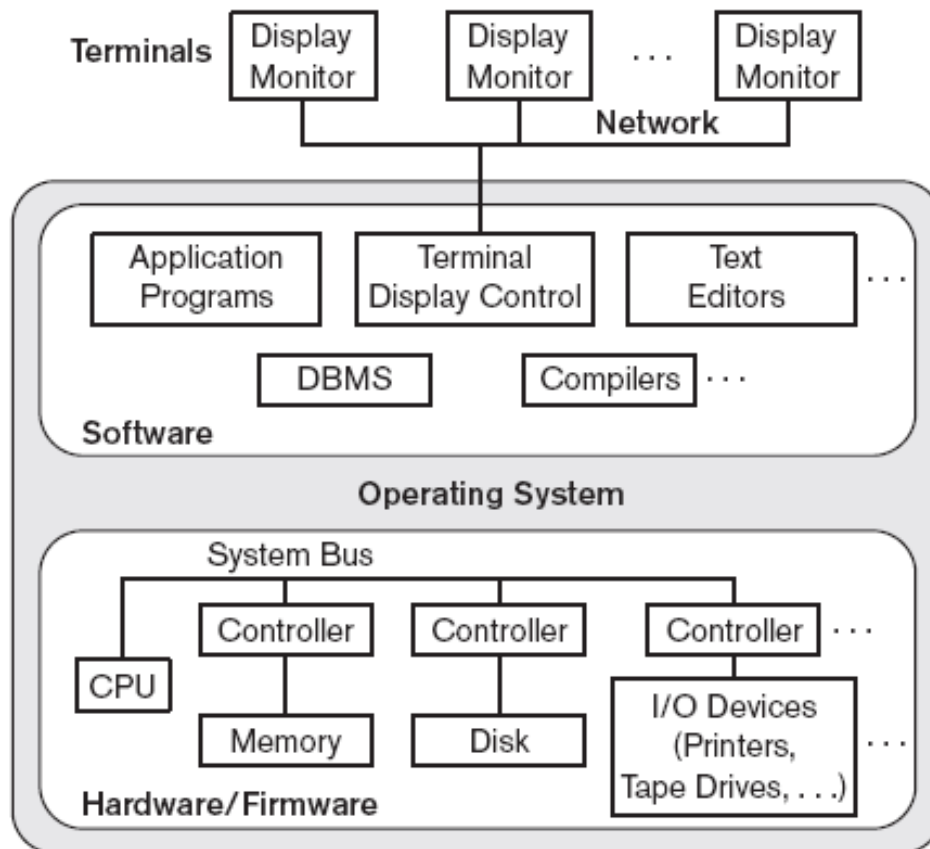 Terminals
Display
Monitor
Display
Monitor
. . .
Display
Monitor
Network
Application
Programs
Terminal
Display Control
Text
Editors
. . .
DBMS
Compilers
. . .
Software
Operating System
System Bus
Controller
Controller
Controller
. . .
CPU
Memory
Disk
I/O Devices
(Printers,
Tape Drives, . . .)
. . .
Hardware/Firmware